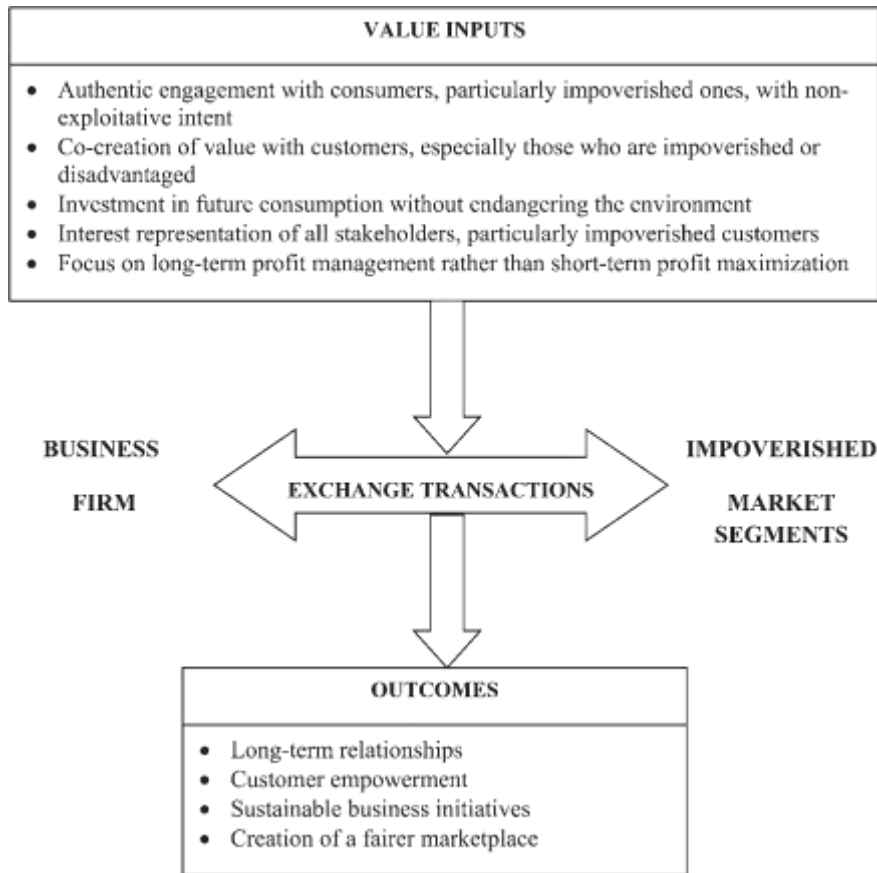 VALUE INPUTS
• Authentic engagement with consumers, particularly impoverished ones, with non-
exploitative intent
• Co-creation of value with customers, especially those who are impoverished or
disadvantaged
• Investment in future consumption without endangering the environment
• Interest representation of all stakeholders, particularly impoverished customers
• Focus on long-term profit management rather than short-term profit maximization
BUSINESS
FIRM
EXCHANGE TRANSACTIONS
IMPOVERISHED
MARKET
SEGMENTS
OUTCOMES
• Long-term relationships
• Customer empowerment
• Sustainable business initiatives
• Creation of a fairer marketplace